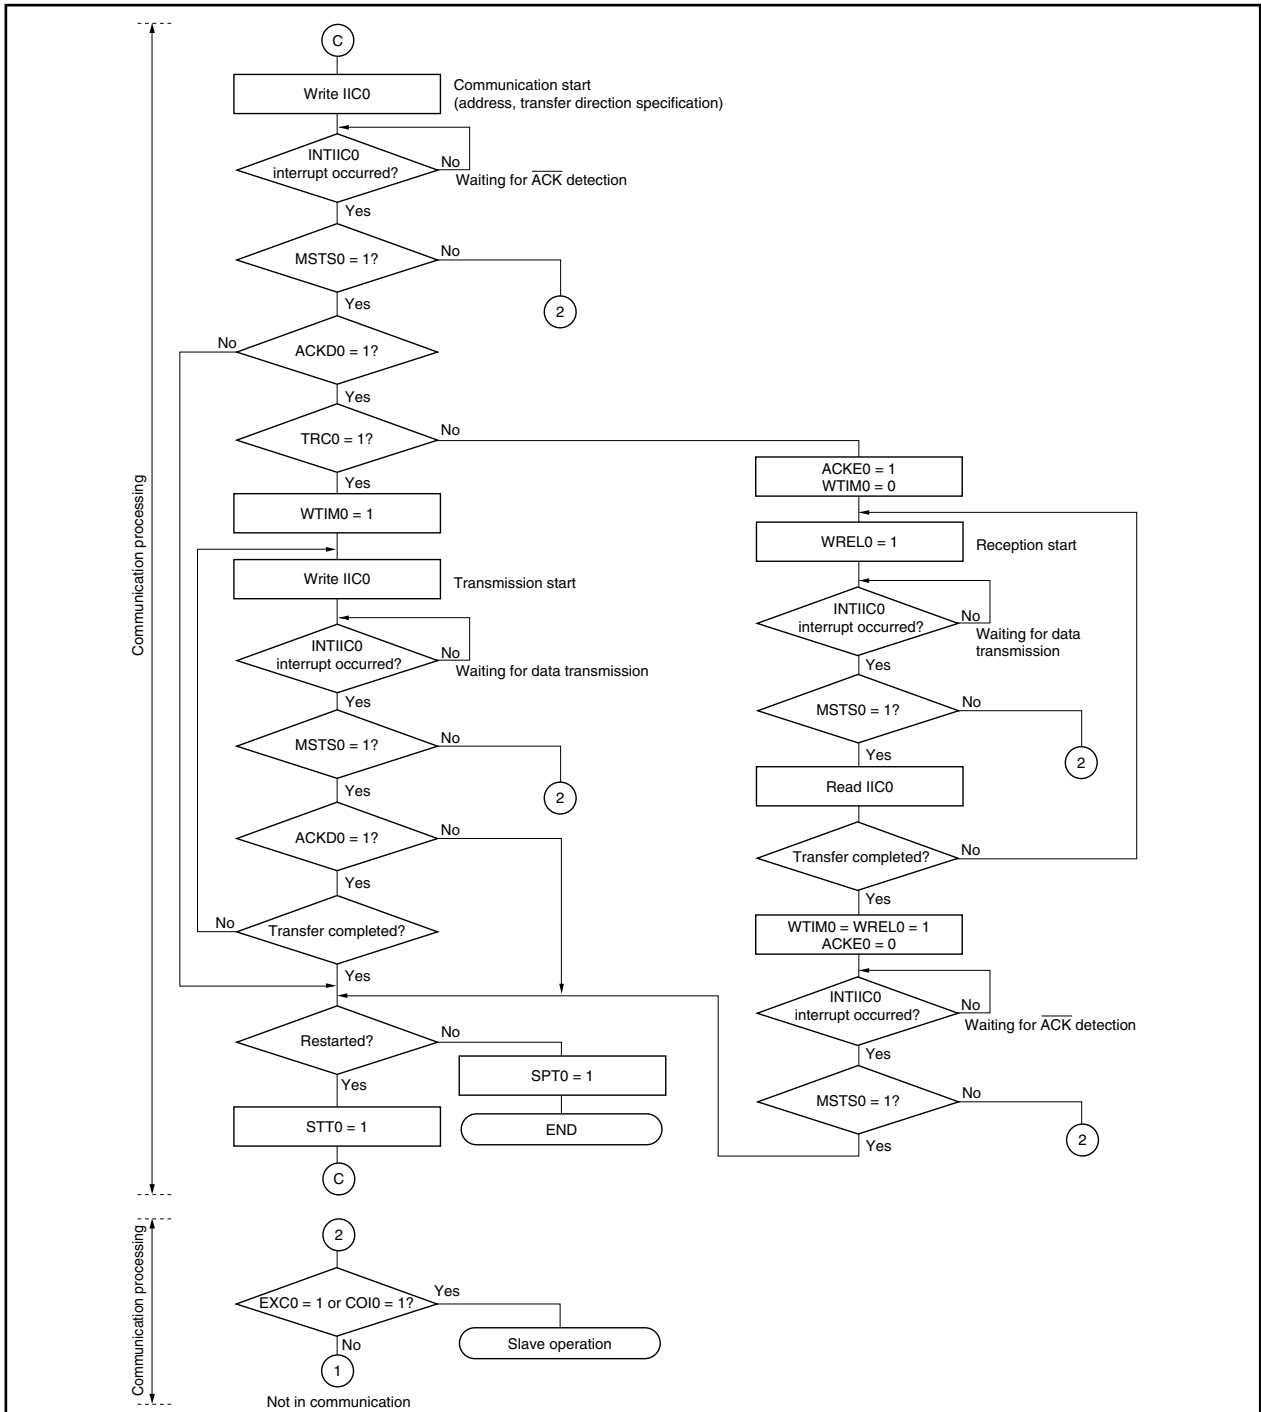 C
Write IIC0
Communication start
(address, transfer direction specification)
INTIIC0
interrupt occurred?
No
Waiting for ACK detection
Yes
MSTS0 = 1?
No
2
Yes
ACKD0 = 1?
No
Yes
TRC0 = 1?
No
Yes
WTIM0 = 1
Write IIC0
Transmission start
INTIIC0
interrupt occurred?
No
Waiting for data transmission
Yes
MSTS0 = 1?
No
2
Yes
ACKD0 = 1?
No
Yes
Transfer completed?
No
Yes
Restarted?
No
SPT0 = 1
END
Yes
STT0 = 1
C
ACKE0 = 1
WTIM0 = 0
WREL0 = 1
Reception start
INTIIC0
interrupt occurred?
No
Waiting for data
transmission
Yes
MSTS0 = 1?
No
2
Yes
Read IIC0
Transfer completed?
No
Yes
WTIM0 = WREL0 = 1
ACKE0 = 0
INTIIC0
interrupt occurred?
No
Waiting for ACK detection
Yes
MSTS0 = 1?
No
2
Yes
Communication processing
2
EXC0 = 1 or COI0 = 1?
Yes
Slave operation
No
1
Not in communication
Communication processing